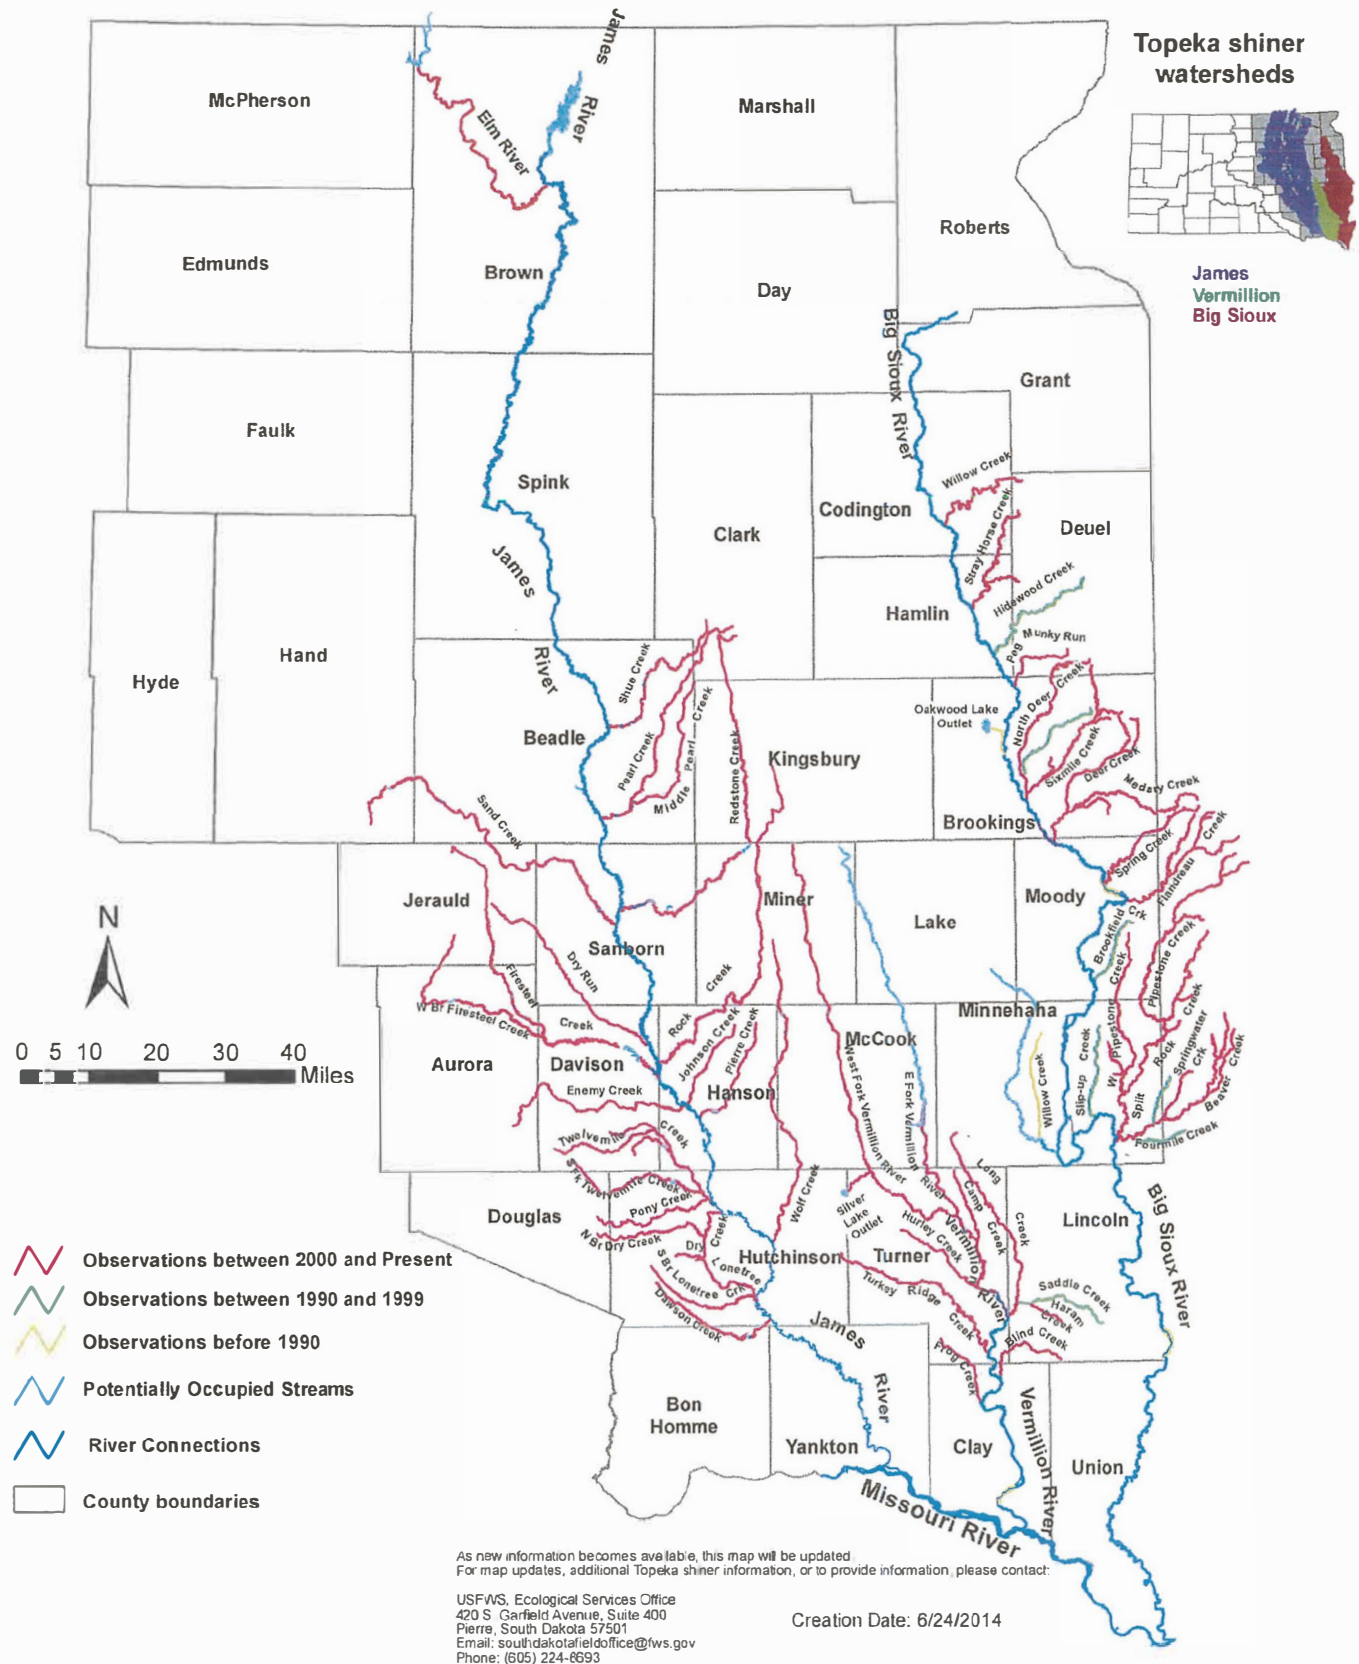 Topeka shiner
watersheds
James
Vermillion
Big Sioux
James
River
McPherson
Marshall
Elm River
Roberts
Edmunds
Brown
Day
Big Sioux River
Grant
Faulk
Spink
Willow Creek
Codington
Clark
Deuel
Stray Horse Creek
James
River
Hidewood Creek
Hamlin
Hand
Hyde
Peg Munky Run
Shue Creek
Oakwood Lake
Outlet
North Deer Creek
Beadle
Pearl Creek
Middle Pearl Creek
Redstone Creek
Kingsbury
Sixmile Creek
Deer Creek
Medary Creek
Brookings
Sand Creek
Spring Creek
Flandreau Creek
Jerauld
Miner
Lake
Moody
Sanborn
Brookfield Crk
Dry Run
Firesteel
Creek
W Br Firesteel Creek
Rock Creek
Johnson Creek
Pierre Creek
Minnehaha
Pipestone Creek
W Pipestone Creek
McCook
Aurora
Davison
Hanson
Enemy Creek
West Fork Vermillion River
E Fork Vermillion River
Willow Creek
Slip-up Creek
Split Rock Creek
Springwater Crk
Beaver Creek
Fourmile Creek
Twelvemile Creek
S Fk Twelvemile Creek
Pony Creek
N Br Dry Creek
Dry Creek
Douglas
Wolf Creek
Silver
Lake
Outlet
Hutchinson
Turner
Hurley Creek
Vermillion
River
Camp Creek
Long Creek
Lincoln
Big Sioux River
Lonetree Crk
S Br Lonetree
Dawson Creek
Turkey Ridge Creek
Saddle Creek
Haram
Creek
Blind Creek
Frog Creek
James
River
Bon
Homme
Yankton
Clay
Vermillion River
Union
Missouri River
N
0 5 10 20 30 40
Miles
Observations between 2000 and Present
Observations between 1990 and 1999
Observations before 1990
Potentially Occupied Streams
River Connections
County boundaries
As new information becomes available, this map will be updated
For map updates, additional Topeka shiner information, or to provide information, please contact:
USFWS, Ecological Services Office
420 S Garfield Avenue, Suite 400
Pierre, South Dakota 57501
Email: southdakotafieldoffice@fws.gov
Phone: (605) 224-8693
Creation Date: 6/24/2014